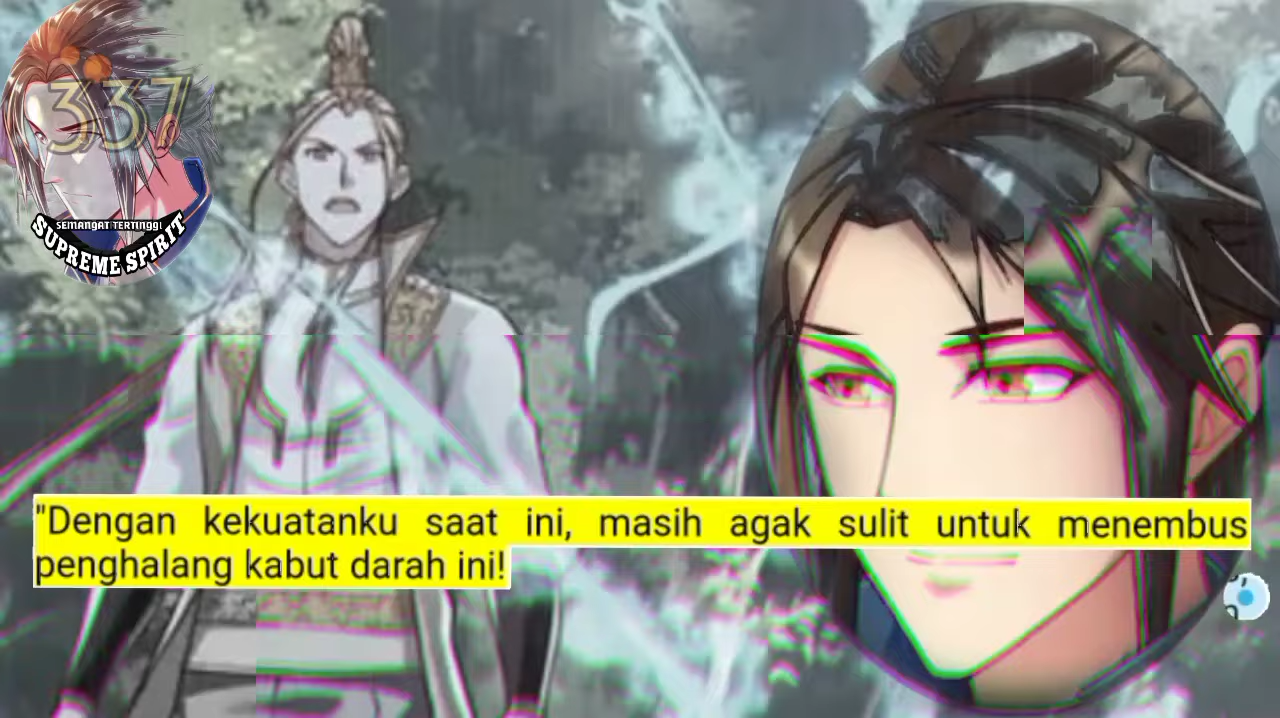 337
SEMANGAT TERTINGGI
SUPREME SPIRIT
"Dengan kekuatanku saat ini, masih agak sulit untuk menembus
penghalang kabut darah ini!